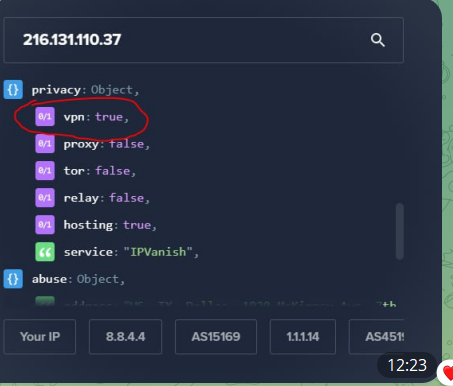 216.131.110.37
{} privacy: Object,
0/1 vpn: true,
0/1 proxy: false,
0/1 tor: false,
0/1 relay: false,
0/1 hosting: true,
service: "IPVanish",
{} abuse: Object,
Your IP 8.8.4.4 AS15169 1.1.1.14 AS451
12:23